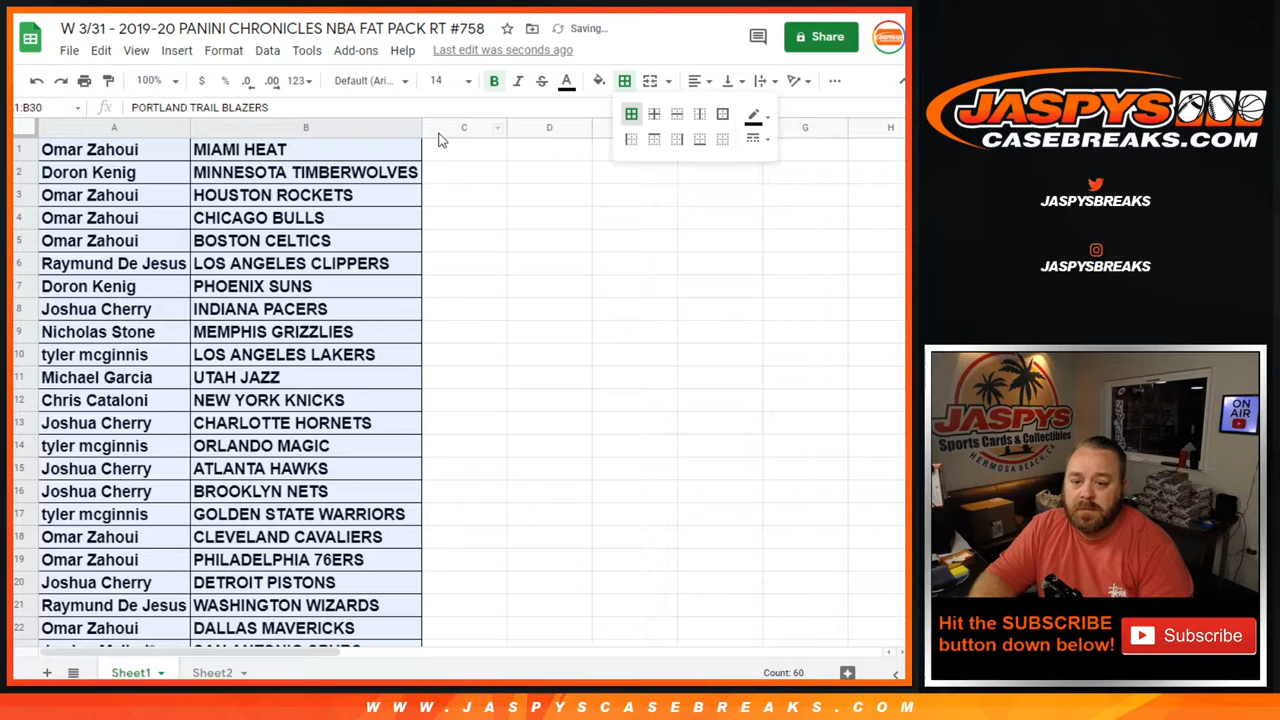 W 3/31 - 2019-20 PANINI CHRONICLES NBA FAT PACK RT #758
Saving...
File Edit View Insert Format Data Tools Add-ons Help Last edit was seconds ago
Share
100% $ % .0 .00 123 Default (Ari... 14 B I S A
1:B30 fx PORTLAND TRAIL BLAZERS
A B C D G H
1 Omar Zahoui MIAMI HEAT
2 Doron Kenig MINNESOTA TIMBERWOLVES
3 Omar Zahoui HOUSTON ROCKETS
4 Omar Zahoui CHICAGO BULLS
5 Omar Zahoui BOSTON CELTICS
6 Raymund De Jesus LOS ANGELES CLIPPERS
7 Doron Kenig PHOENIX SUNS
8 Joshua Cherry INDIANA PACERS
9 Nicholas Stone MEMPHIS GRIZZLIES
10 tyler mcginnis LOS ANGELES LAKERS
11 Michael Garcia UTAH JAZZ
12 Chris Cataloni NEW YORK KNICKS
13 Joshua Cherry CHARLOTTE HORNETS
14 tyler mcginnis ORLANDO MAGIC
15 Joshua Cherry ATLANTA HAWKS
16 Joshua Cherry BROOKLYN NETS
17 tyler mcginnis GOLDEN STATE WARRIORS
18 Omar Zahoui CLEVELAND CAVALIERS
19 Omar Zahoui PHILADELPHIA 76ERS
20 Joshua Cherry DETROIT PISTONS
21 Raymund De Jesus WASHINGTON WIZARDS
22 Omar Zahoui DALLAS MAVERICKS
Sheet1 Sheet2 Count: 60
JASPYS
CASEBREAKS.COM
JASPYSBREAKS
JASPYSBREAKS
JASPYS
Sports Cards & Collectibles
HERMOSA BEACH, CA
ON
AIR
Hit the SUBSCRIBE
button down below!
Subscribe
WWW.JASPYSCASEBREAKS.COM